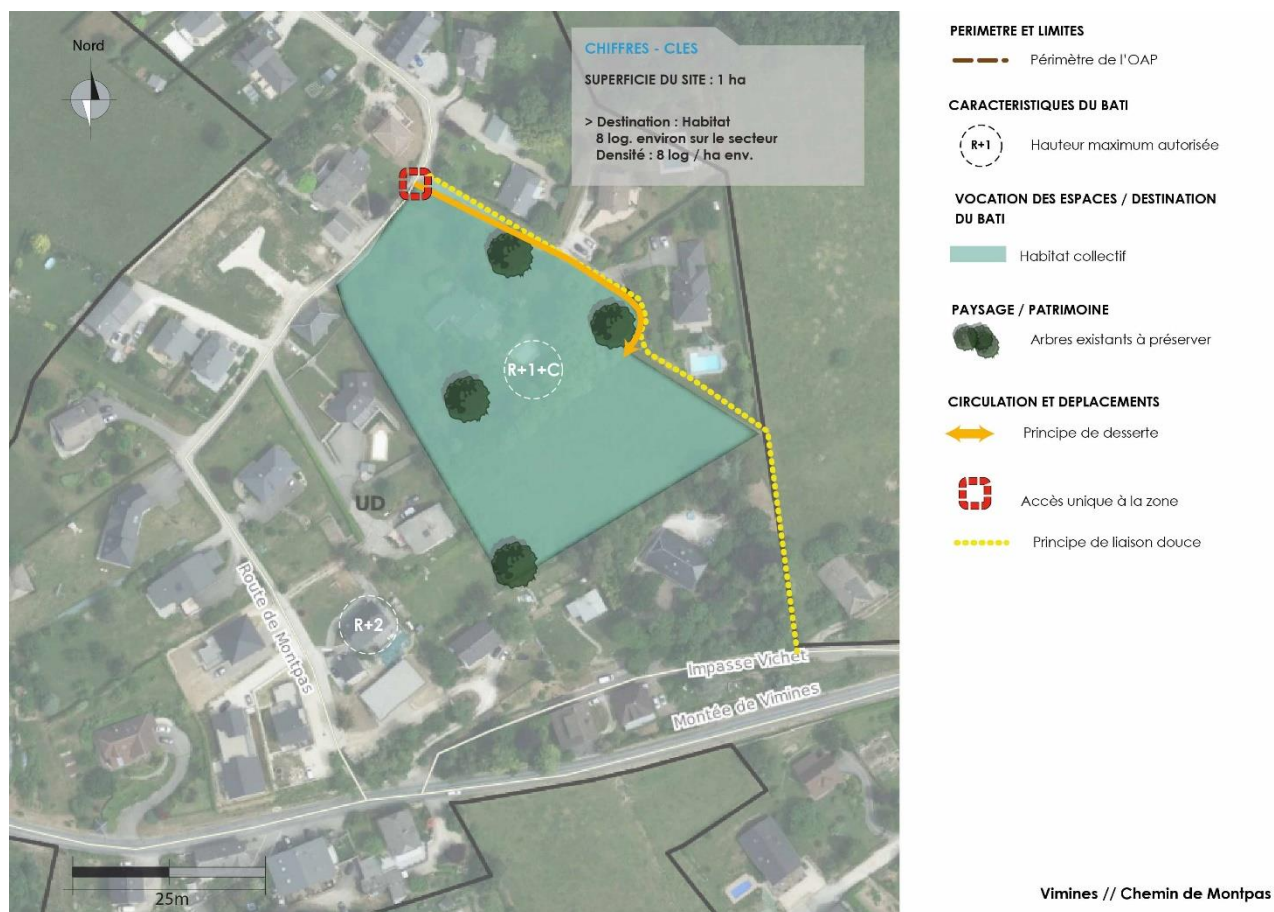 Nord
CHIFFRES - CLES
SUPERFICIE DU SITE : 1 ha
> Destination : Habitat
8 log. environ sur le secteur
Densité : 8 log / ha env.
R+1+C
UD
R+2
Route de Montpas
Impasse Vichet
Montée de Vimines
25m
PERIMETRE ET LIMITES
Périmètre de l'OAP
CARACTERISTIQUES DU BATI
R+1
Hauteur maximum autorisée
VOCATION DES ESPACES / DESTINATION
DU BATI
Habitat collectif
PAYSAGE / PATRIMOINE
Arbres existants à préserver
CIRCULATION ET DEPLACEMENTS
Principe de desserte
Accès unique à la zone
Principe de liaison douce
Vimines // Chemin de Montpas